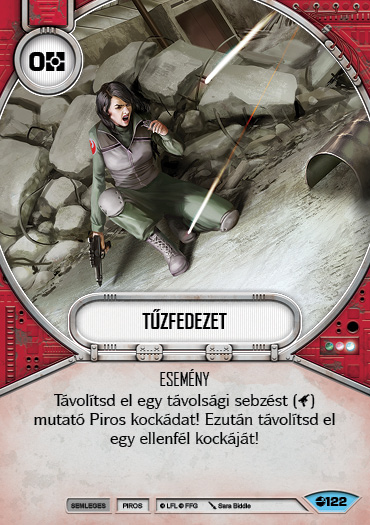 0
TŰZFEDEZET
ESEMÉNY
Távolítsd el egy távolsági sebzést ( )
mutató Piros kockádat! Ezután távolítsd el
egy ellenfél kockáját!
SEMLEGES PIROS © LFL © FFG Sara Biddle 122